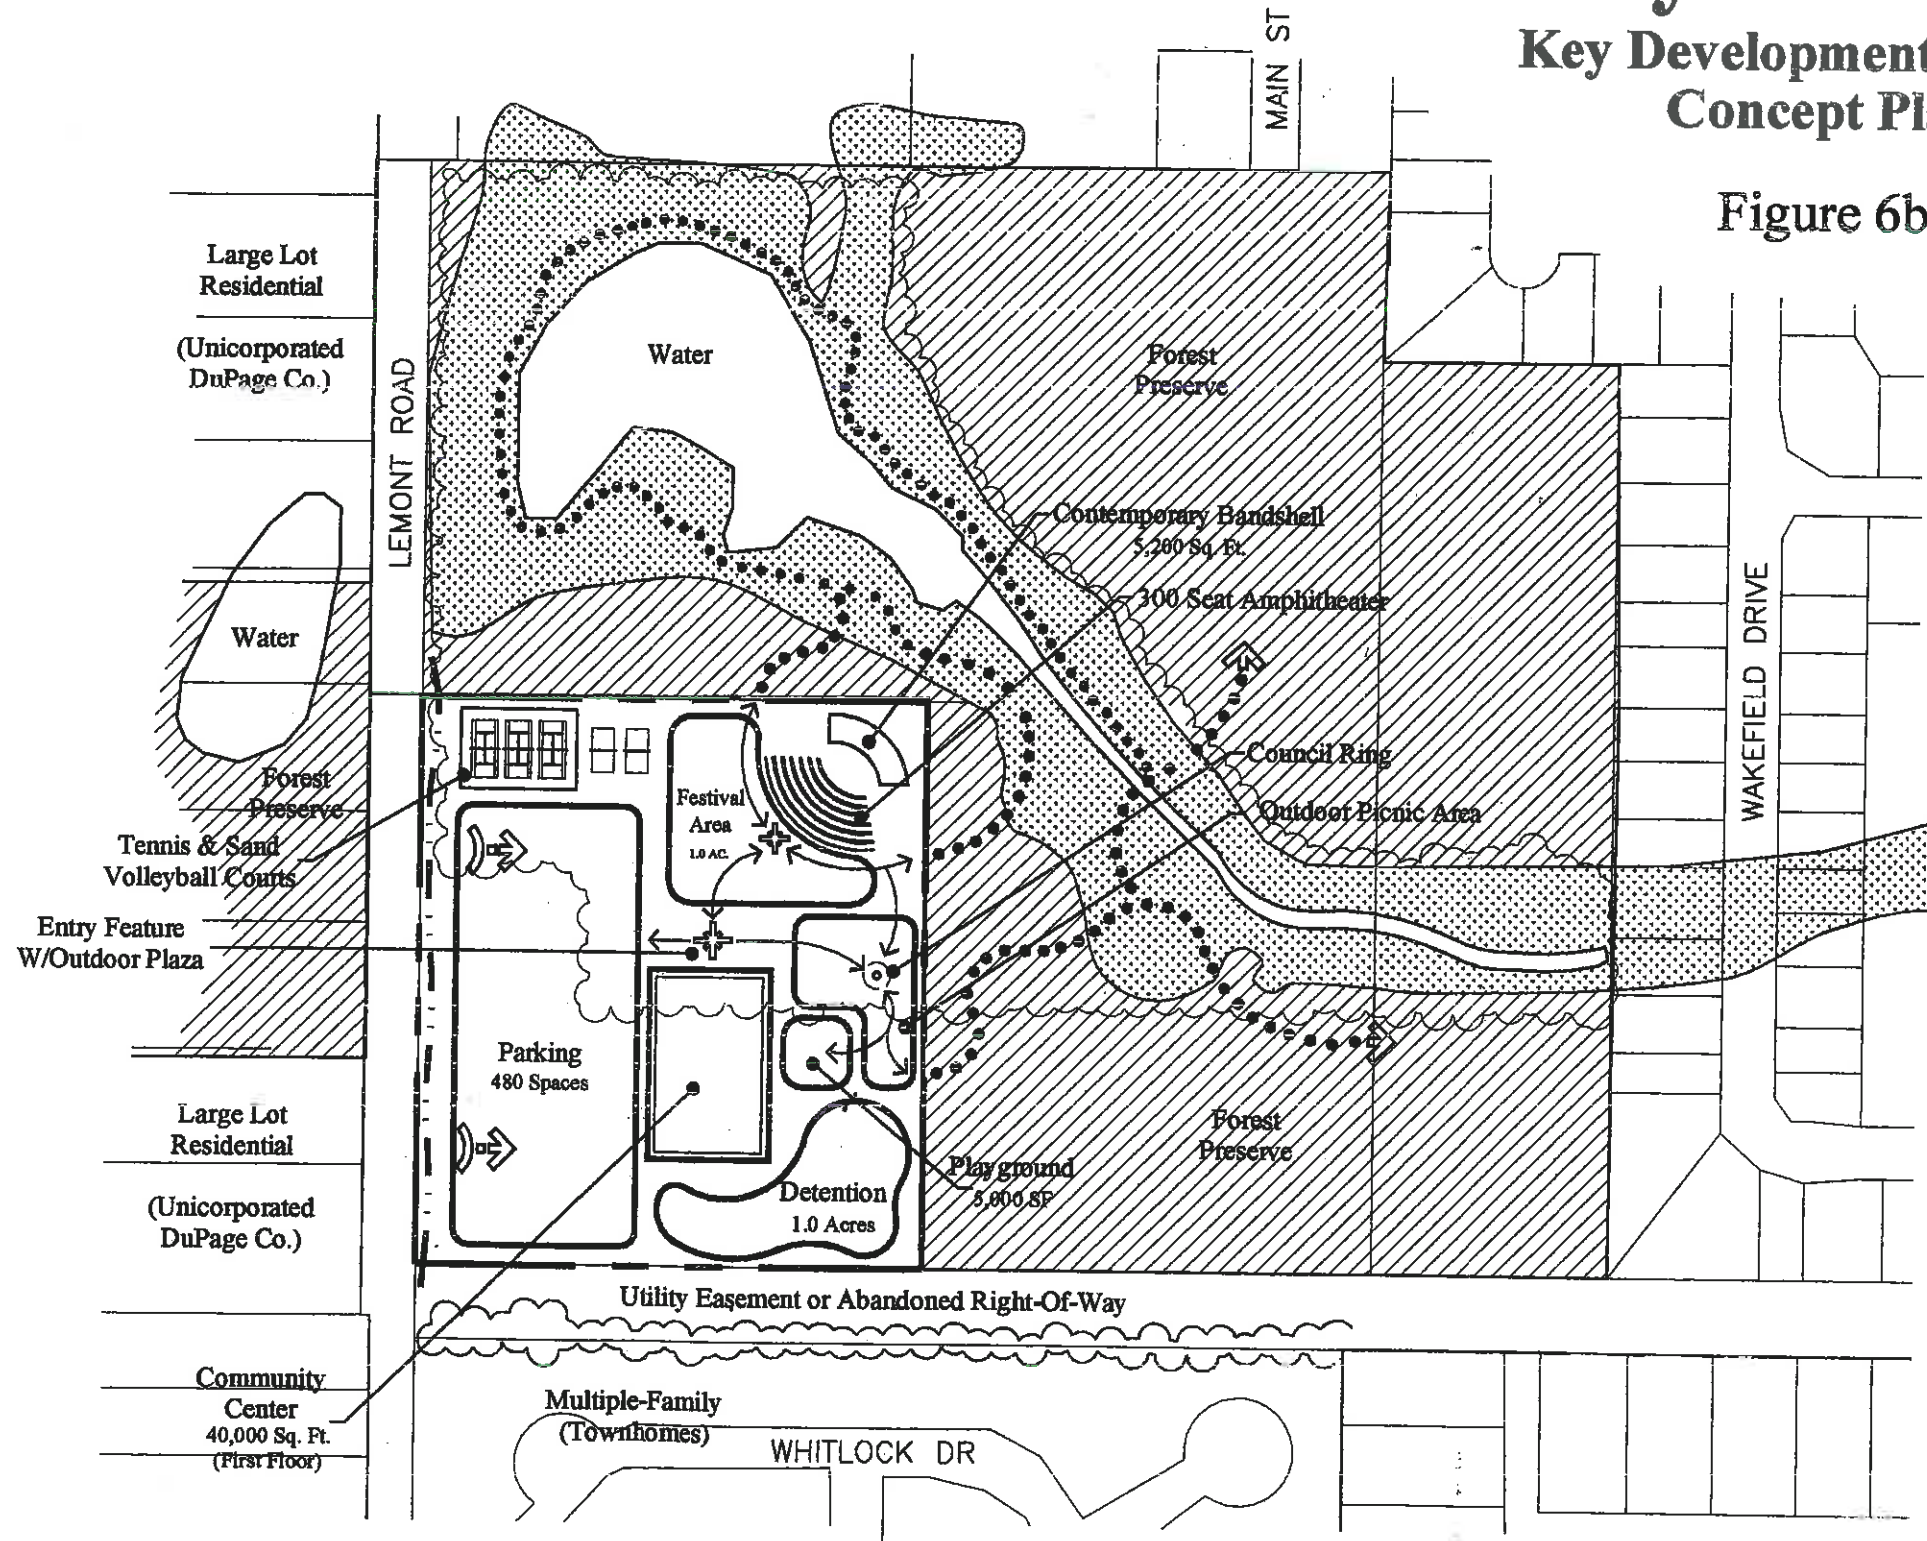 Key Development
Concept Pl
Figure 6b
MAIN ST
Large Lot
Residential
(Unicorporated
DuPage Co.)
LEMONT ROAD
Water
Forest
Preserve
Contemporary Bandshell
5,200 Sq. Ft.
300 Seat Amphitheater
WAKEFIELD DRIVE
Water
Forest
Preserve
Council Ring
Outdoor Picnic Area
Festival
Area
1.0 AC.
Tennis & Sand
Volleyball Courts
Entry Feature
W/Outdoor Plaza
Parking
480 Spaces
Large Lot
Residential
(Unicorporated
DuPage Co.)
Forest
Preserve
Playground
5,000 SF
Detention
1.0 Acres
Utility Easement or Abandoned Right-Of-Way
Community
Center
40,000 Sq. Ft.
(First Floor)
Multiple-Family
(Townhomes)
WHITLOCK DR